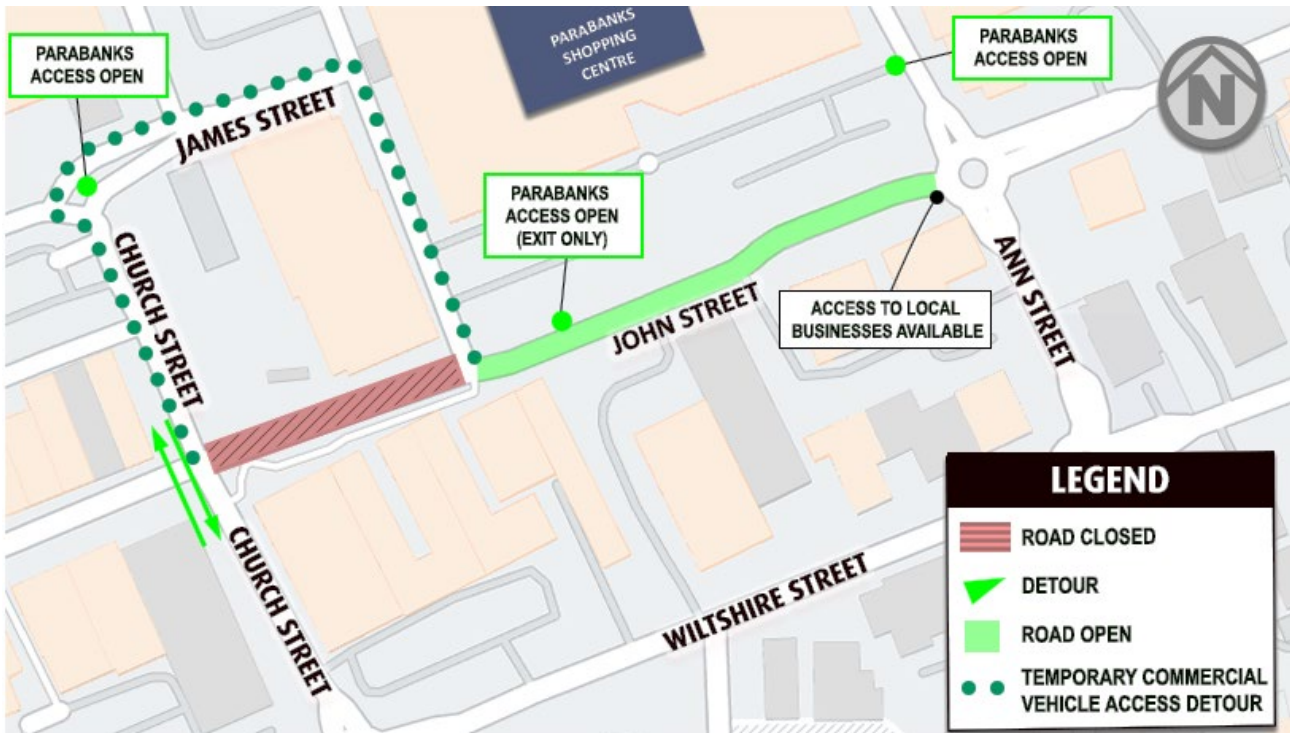 PARABANKS
ACCESS OPEN
PARABANKS
SHOPPING
CENTRE
PARABANKS
ACCESS OPEN
N
JAMES STREET
PARABANKS
ACCESS OPEN
(EXIT ONLY)
CHURCH STREET
JOHN STREET
ACCESS TO LOCAL
BUSINESSES AVAILABLE
ANN STREET
CHURCH STREET
WILTSHIRE STREET
LEGEND
ROAD CLOSED
DETOUR
ROAD OPEN
TEMPORARY COMMERCIAL
VEHICLE ACCESS DETOUR